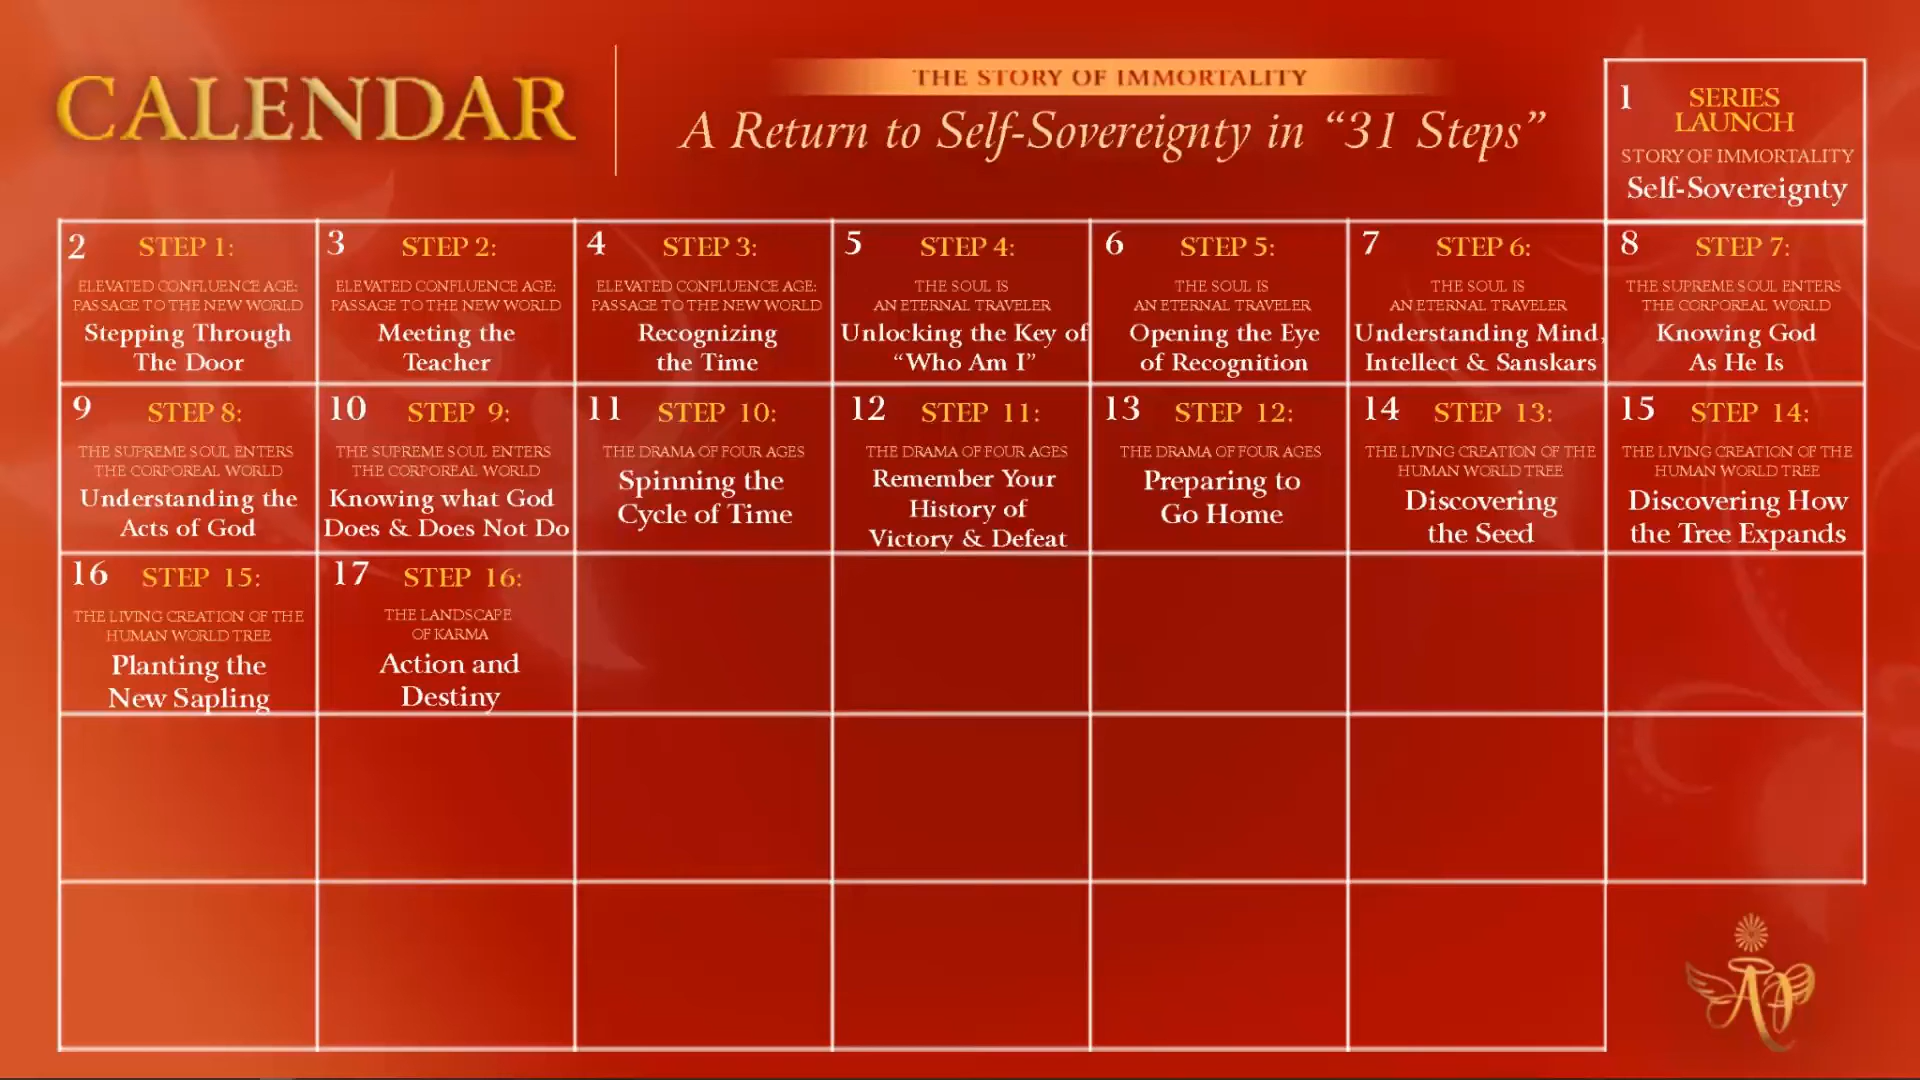 CALENDAR
THE STORY OF IMMORTALITY
A Return to Self-Sovereignty in “31 Steps”
1
SERIES
LAUNCH
STORY OF IMMORTALITY
Self-Sovereignty
2
STEP 1:
ELEVATED CONFLUENCE AGE:
PASSAGE TO THE NEW WORLD
Stepping Through
The Door
3
STEP 2:
ELEVATED CONFLUENCE AGE:
PASSAGE TO THE NEW WORLD
Meeting the
Teacher
4
STEP 3:
ELEVATED CONFLUENCE AGE:
PASSAGE TO THE NEW WORLD
Recognizing
the Time
5
STEP 4:
THE SOUL IS
AN ETERNAL TRAVELER
Unlocking the Key of
“Who Am I”
6
STEP 5:
THE SOUL IS
AN ETERNAL TRAVELER
Opening the Eye
of Recognition
7
STEP 6:
THE SOUL IS
AN ETERNAL TRAVELER
Understanding Mind,
Intellect & Sanskars
8
STEP 7:
THE SUPREME SOUL ENTERS
THE CORPOREAL WORLD
Knowing God
As He Is
9
STEP 8:
THE SUPREME SOUL ENTERS
THE CORPOREAL WORLD
Understanding the
Acts of God
10
STEP 9:
THE SUPREME SOUL ENTERS
THE CORPOREAL WORLD
Knowing what God
Does & Does Not Do
11
STEP 10:
THE DRAMA OF FOUR AGES
Spinning the
Cycle of Time
12
STEP 11:
THE DRAMA OF FOUR AGES
Remember Your
History of
Victory & Defeat
13
STEP 12:
THE DRAMA OF FOUR AGES
Preparing to
Go Home
14
STEP 13:
THE LIVING CREATION OF THE
HUMAN WORLD TREE
Discovering
the Seed
15
STEP 14:
THE LIVING CREATION OF THE
HUMAN WORLD TREE
Discovering How
the Tree Expands
16
STEP 15:
THE LIVING CREATION OF THE
HUMAN WORLD TREE
Planting the
New Sapling
17
STEP 16:
THE LANDSCAPE
OF KARMA
Action and
Destiny
AP